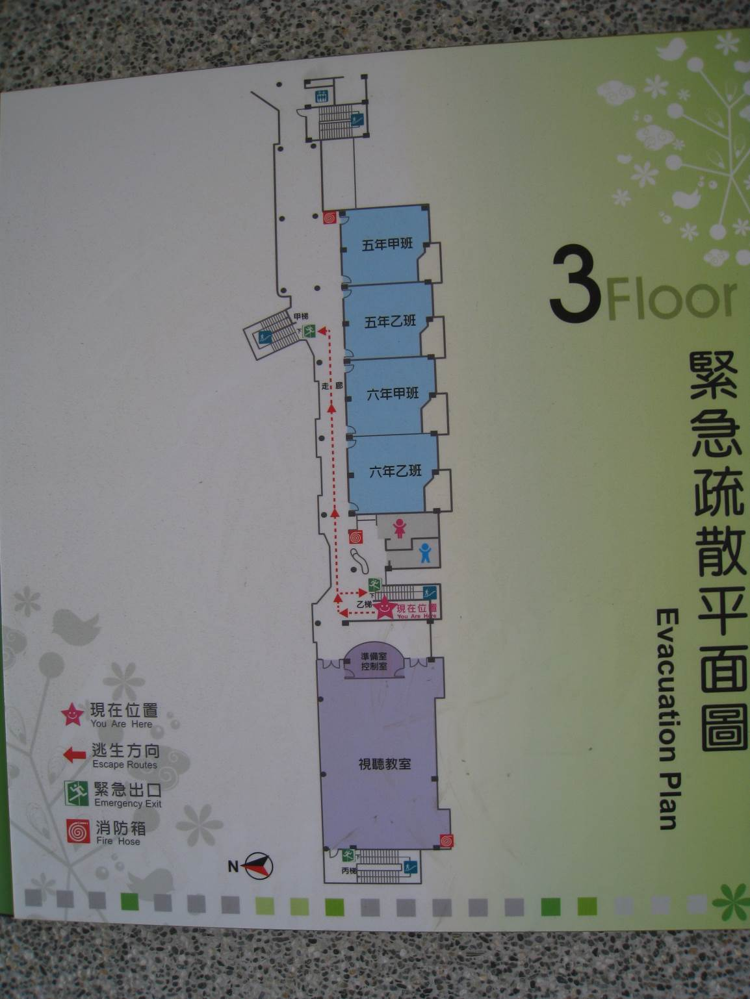 3Floor
緊急疏散平面圖
Evacuation Plan
五年甲班
五年乙班
甲梯
下
走廊
六年甲班
六年乙班
下
乙梯
現在位置
You Are Here
準備室
控制室
視聽教室
下
丙梯
現在位置
You Are Here
逃生方向
Escape Routes
緊急出口
Emergency Exit
消防箱
Fire Hose
N